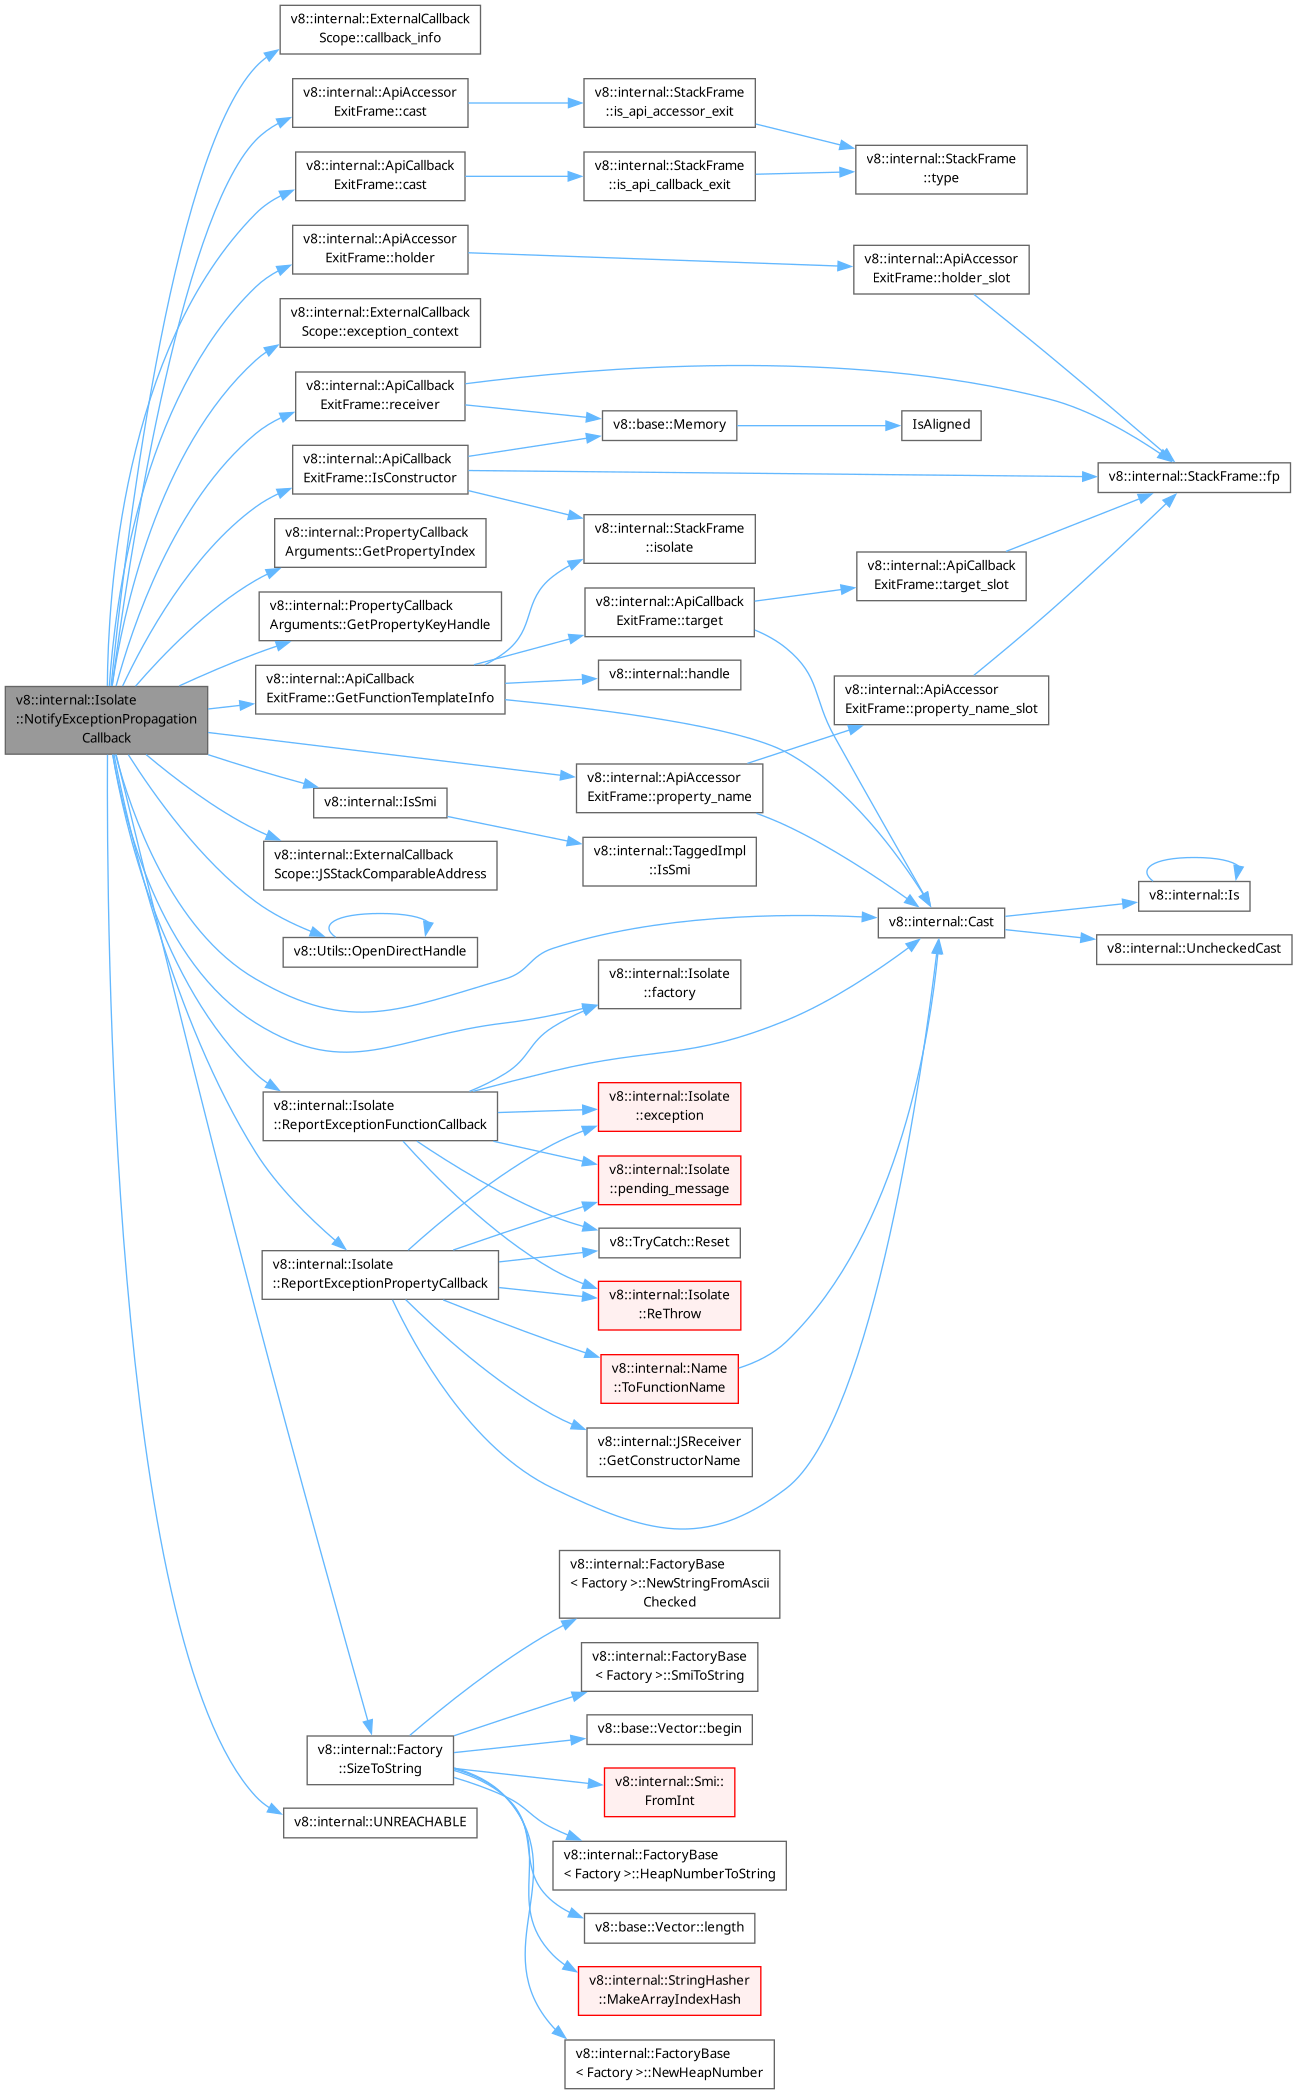 v8::internal::ExternalCallback
Scope::callback_info
v8::internal::ApiAccessor
ExitFrame::cast
v8::internal::StackFrame
::is_api_accessor_exit
v8::internal::ApiCallback
ExitFrame::cast
v8::internal::StackFrame
::is_api_callback_exit
v8::internal::StackFrame
::type
v8::internal::ApiAccessor
ExitFrame::holder
v8::internal::ApiAccessor
ExitFrame::holder_slot
v8::internal::ExternalCallback
Scope::exception_context
v8::internal::ApiCallback
ExitFrame::receiver
v8::base::Memory
IsAligned
v8::internal::ApiCallback
ExitFrame::IsConstructor
v8::internal::StackFrame::fp
v8::internal::PropertyCallback
Arguments::GetPropertyIndex
v8::internal::StackFrame
::isolate
v8::internal::PropertyCallback
Arguments::GetPropertyKeyHandle
v8::internal::ApiCallback
ExitFrame::target
v8::internal::ApiCallback
ExitFrame::target_slot
v8::internal::ApiCallback
ExitFrame::GetFunctionTemplateInfo
v8::internal::handle
v8::internal::Isolate
::NotifyExceptionPropagation
Callback
v8::internal::ApiAccessor
ExitFrame::property_name_slot
v8::internal::ApiAccessor
ExitFrame::property_name
v8::internal::IsSmi
v8::internal::TaggedImpl
::IsSmi
v8::internal::ExternalCallback
Scope::JSStackComparableAddress
v8::Utils::OpenDirectHandle
v8::internal::Cast
v8::internal::Is
v8::internal::UncheckedCast
v8::internal::Isolate
::factory
v8::internal::Isolate
::ReportExceptionFunctionCallback
v8::internal::Isolate
::exception
v8::internal::Isolate
::pending_message
v8::TryCatch::Reset
v8::internal::Isolate
::ReportExceptionPropertyCallback
v8::internal::Isolate
::ReThrow
v8::internal::Name
::ToFunctionName
v8::internal::JSReceiver
::GetConstructorName
v8::internal::FactoryBase
< Factory >::NewStringFromAscii
Checked
v8::internal::FactoryBase
< Factory >::SmiToString
v8::base::Vector::begin
v8::internal::Factory
::SizeToString
v8::internal::Smi::
FromInt
v8::internal::UNREACHABLE
v8::internal::FactoryBase
< Factory >::HeapNumberToString
v8::base::Vector::length
v8::internal::StringHasher
::MakeArrayIndexHash
v8::internal::FactoryBase
< Factory >::NewHeapNumber